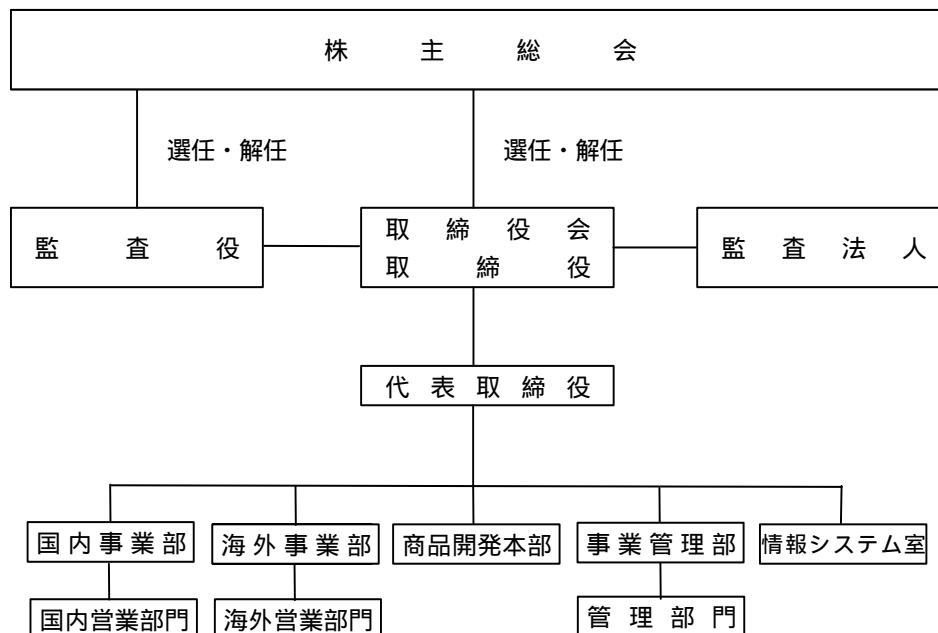 株主総会
選任・解任
選任・解任
監査役
取締役会
取締役
監査法人
代表取締役
国内事業部
海外事業部
商品開発本部
事業管理部
情報システム室
国内営業部門
海外営業部門
管理部門